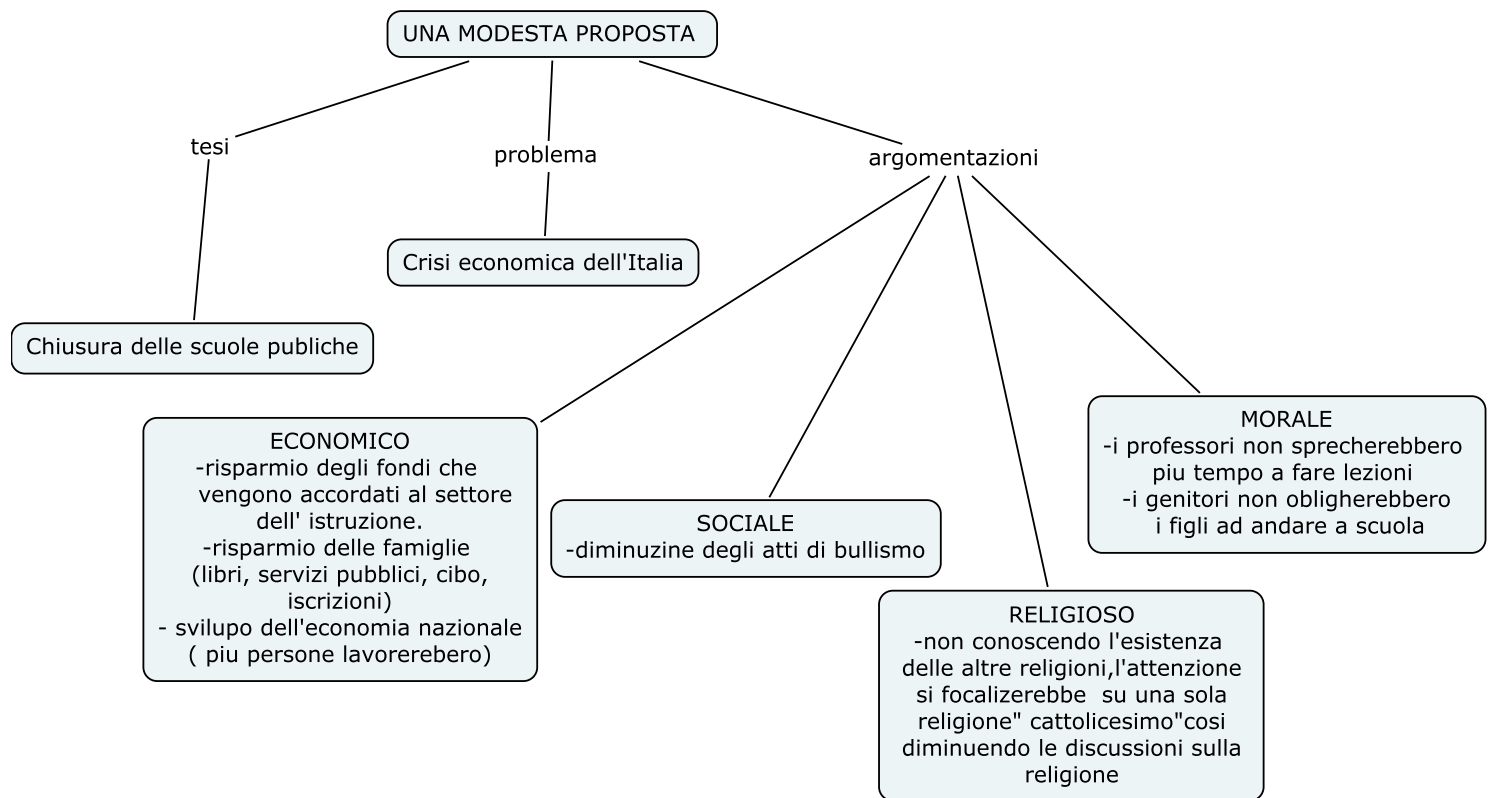 UNA MODESTA PROPOSTA
tesi
problema
argomentazioni
Crisi economica dell'Italia
Chiusura delle scuole publiche
ECONOMICO
-risparmio degli fondi che
vengono accordati al settore
dell' istruzione.
-risparmio delle famiglie
(libri, servizi pubblici, cibo,
iscrizioni)
- svilupo dell'economia nazionale
( piu persone lavorerebero)
SOCIALE
-diminuzine degli atti di bullismo
RELIGIOSO
-non conoscendo l'esistenza
delle altre religioni,l'attenzione
si focalizerebbe  su una sola
religione" cattolicesimo"cosi
diminuendo le discussioni sulla
religione
MORALE
-i professori non sprecherebbero
piu tempo a fare lezioni
-i genitori non obligherebbero
i figli ad andare a scuola